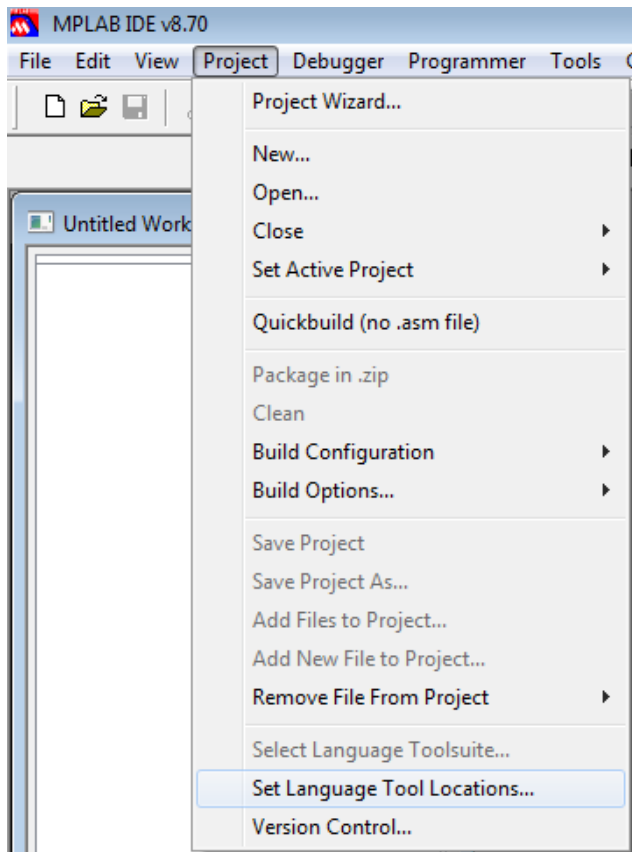 MPLAB IDE v8.70
File Edit View Project Debugger Programmer Tools
Project Wizard...
New...
Open...
Untitled Work
Close
Set Active Project
Quickbuild (no .asm file)
Package in .zip
Clean
Build Configuration
Build Options...
Save Project
Save Project As...
Add Files to Project...
Add New File to Project...
Remove File From Project
Select Language Toolsuite...
Set Language Tool Locations...
Version Control...